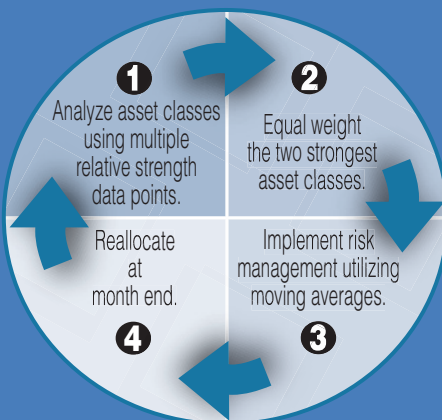 1
Analyze asset classes
using multiple
relative strength
data points.
2
Equal weight
the two strongest
asset classes.
Implement risk
management utilizing
moving averages.
3
Reallocate
at
month end.
4